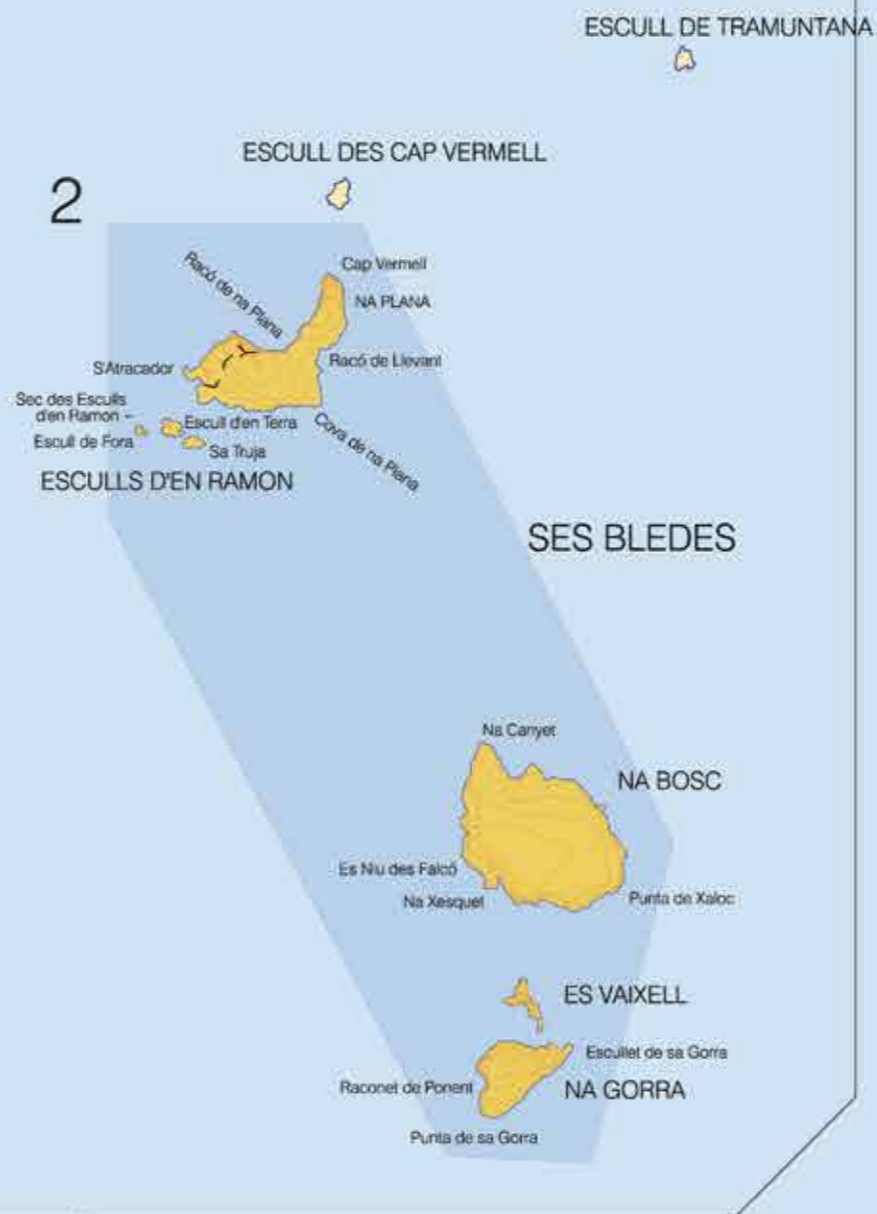 ESCULL DE TRAMUNTANA
ESCULL DES CAP VERMELL
2
Cap Vermell
Racó de na Plana
NA PLANA
Racó de Llevant
S'Atracador
Sec des Esculls
d'en Ramon
Escull d'en Terra
Escull de Fora
Sa Truja
Cova de na Plana
ESCULLS D'EN RAMON
SES BLEDES
Na Canyet
NA BOSC
Es Niu des Falcó
Na Xesquet
Punta de Xaloc
ES VAIXELL
Escullet de sa Gorra
Raconet de Ponent
NA GORRA
Punta de sa Gorra